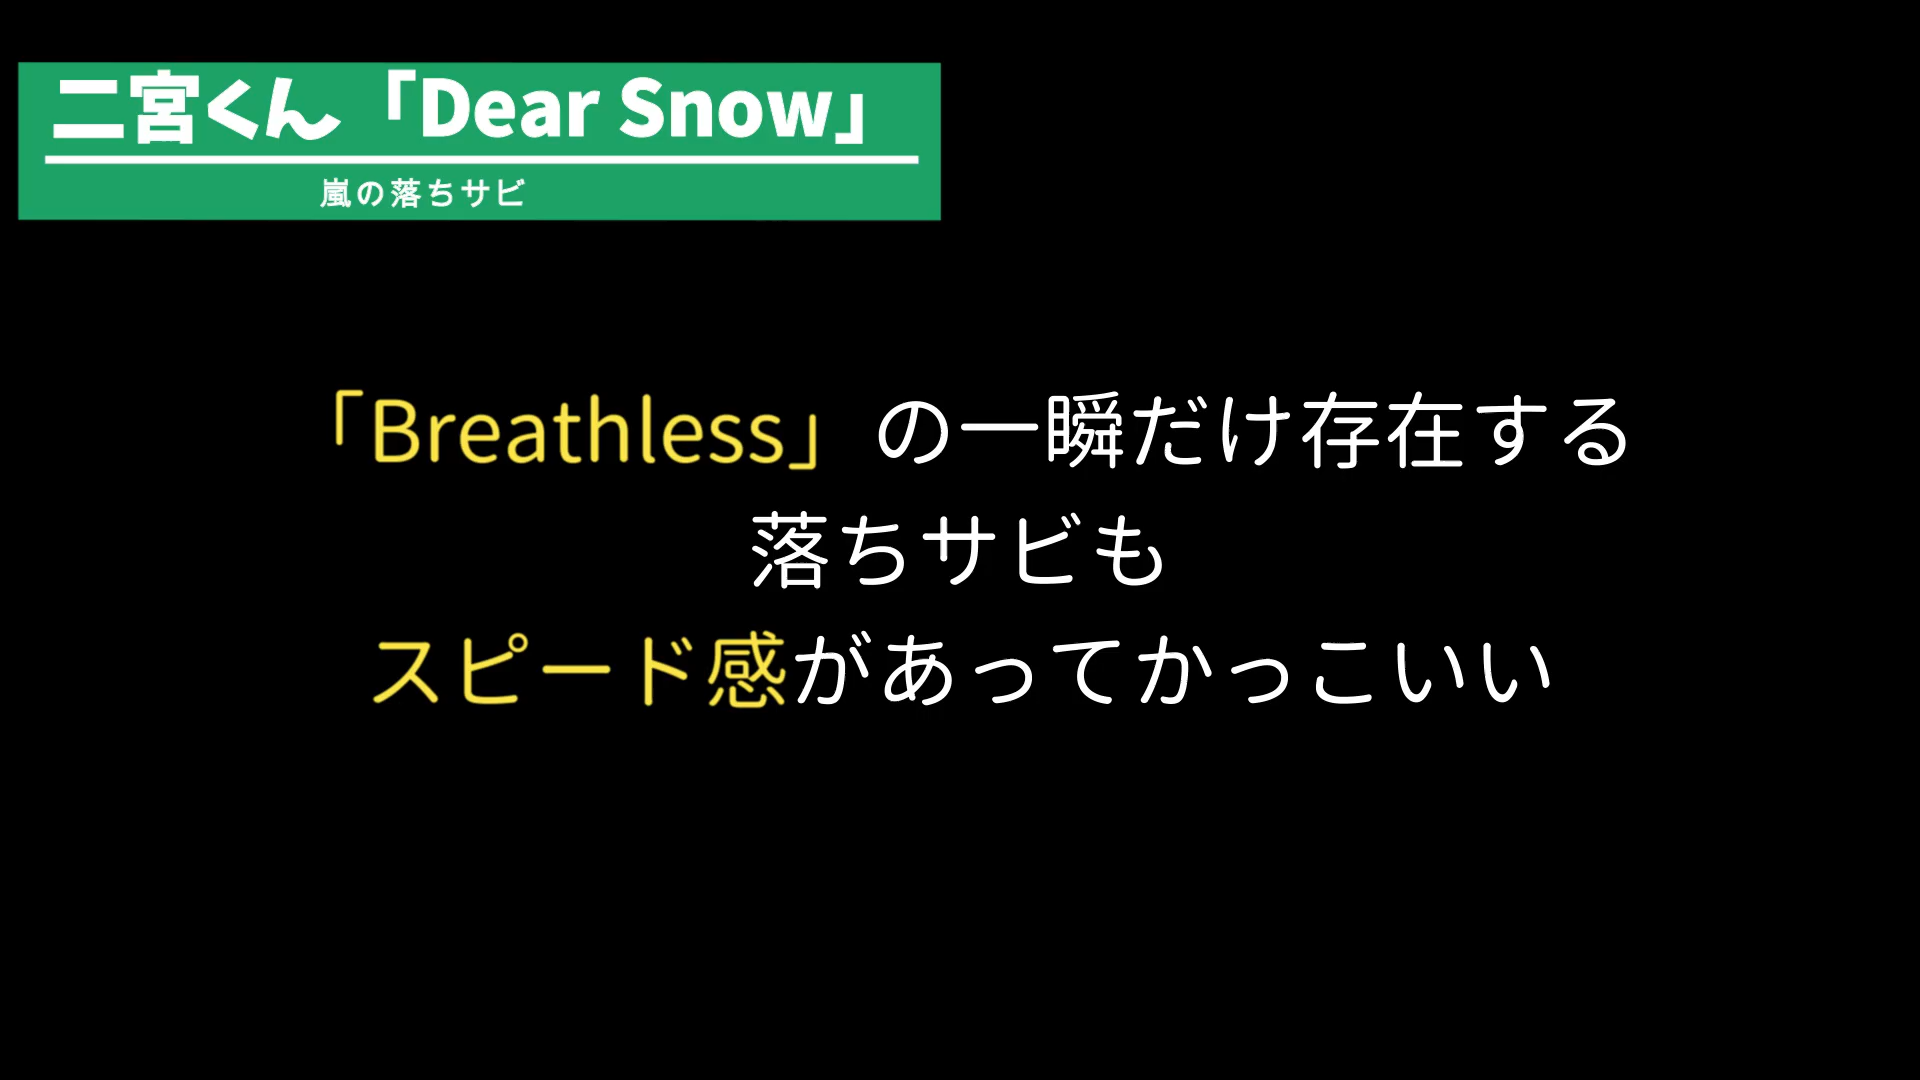 二宮くん「Dear Snow」
嵐の落ちサビ
「Breathless」の一瞬だけ存在する
落ちサビも
スピード感があってかっこいい